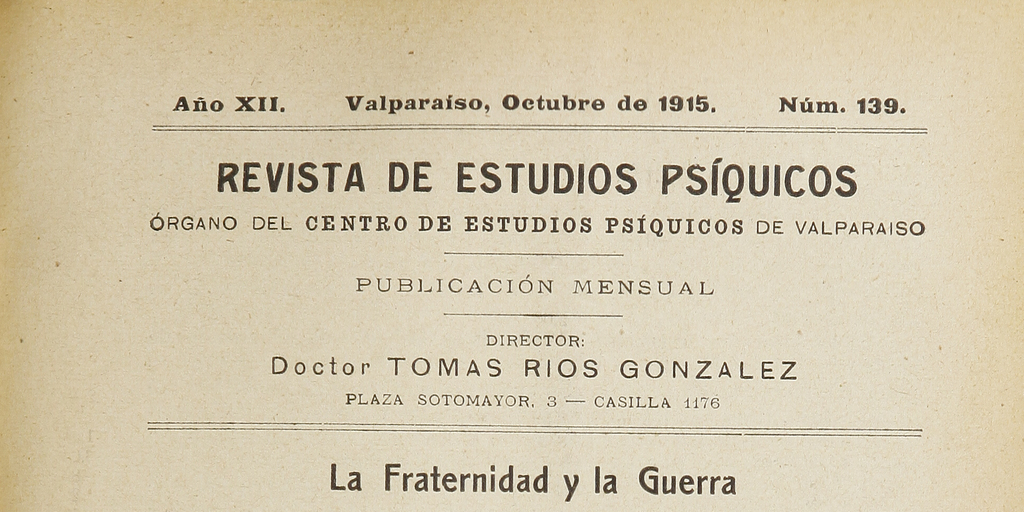 Año XII. Valparaíso, Octubre de 1915. Núm. 139.
REVISTA DE ESTUDIOS PSÍQUICOS
ÓRGANO DEL CENTRO DE ESTUDIOS PSÍQUICOS DE VALPARAISO
PUBLICACIÓN MENSUAL
DIRECTOR:
Doctor TOMAS RIOS GONZALEZ
PLAZA SOTOMAYOR, 3 — CASILLA 1176
La Fraternidad y la Guerra